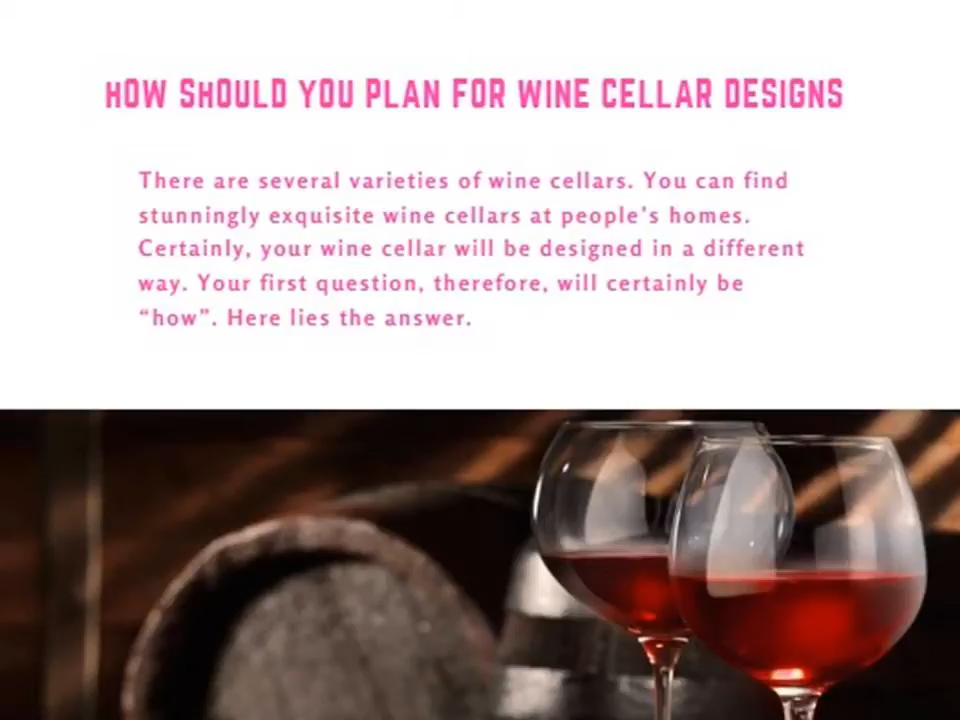 HOW SHOULD YOU PLAN FOR WINE CELLAR DESIGNS
There are several varieties of wine cellars. You can find
stunningly exquisite wine cellars at people's homes.
Certainly, your wine cellar will be designed in a different
way. Your first question, therefore, will certainly be
“how”. Here lies the answer.